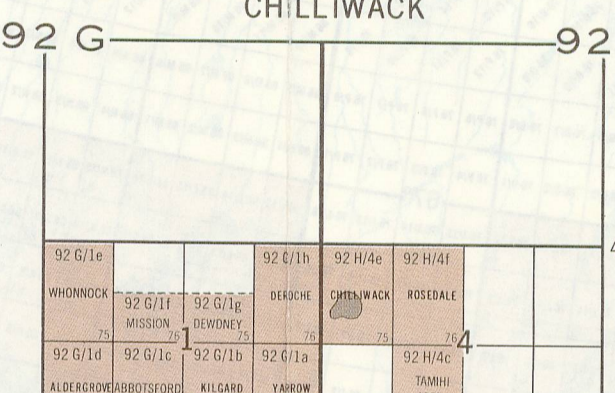 CHILLIWACK
92 G
92
92 G/1e
92 G/1h
92 H/4e
92 H/4f
WHONNOCK
92 G/1f
92 G/1g
DEROCHE
CHILLIWACK
ROSEDALE
MISSION
DEWDNEY
75
76
75
76
75
76
1
4
92 G/1d
92 G/1c
92 G/1b
92 G/1a
92 H/4c
ALDERGROVE
ABBOTSFORD
KILGARD
YARROW
TAMIHI